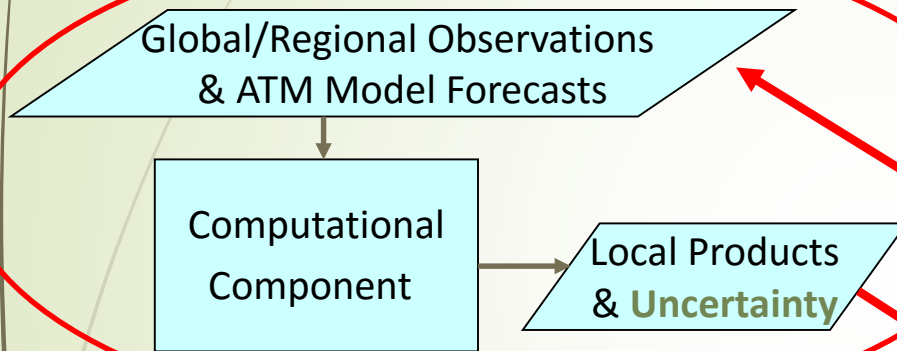 Global/Regional Observations
& ATM Model Forecasts
Computational
Component
Local Products
& Uncertainty